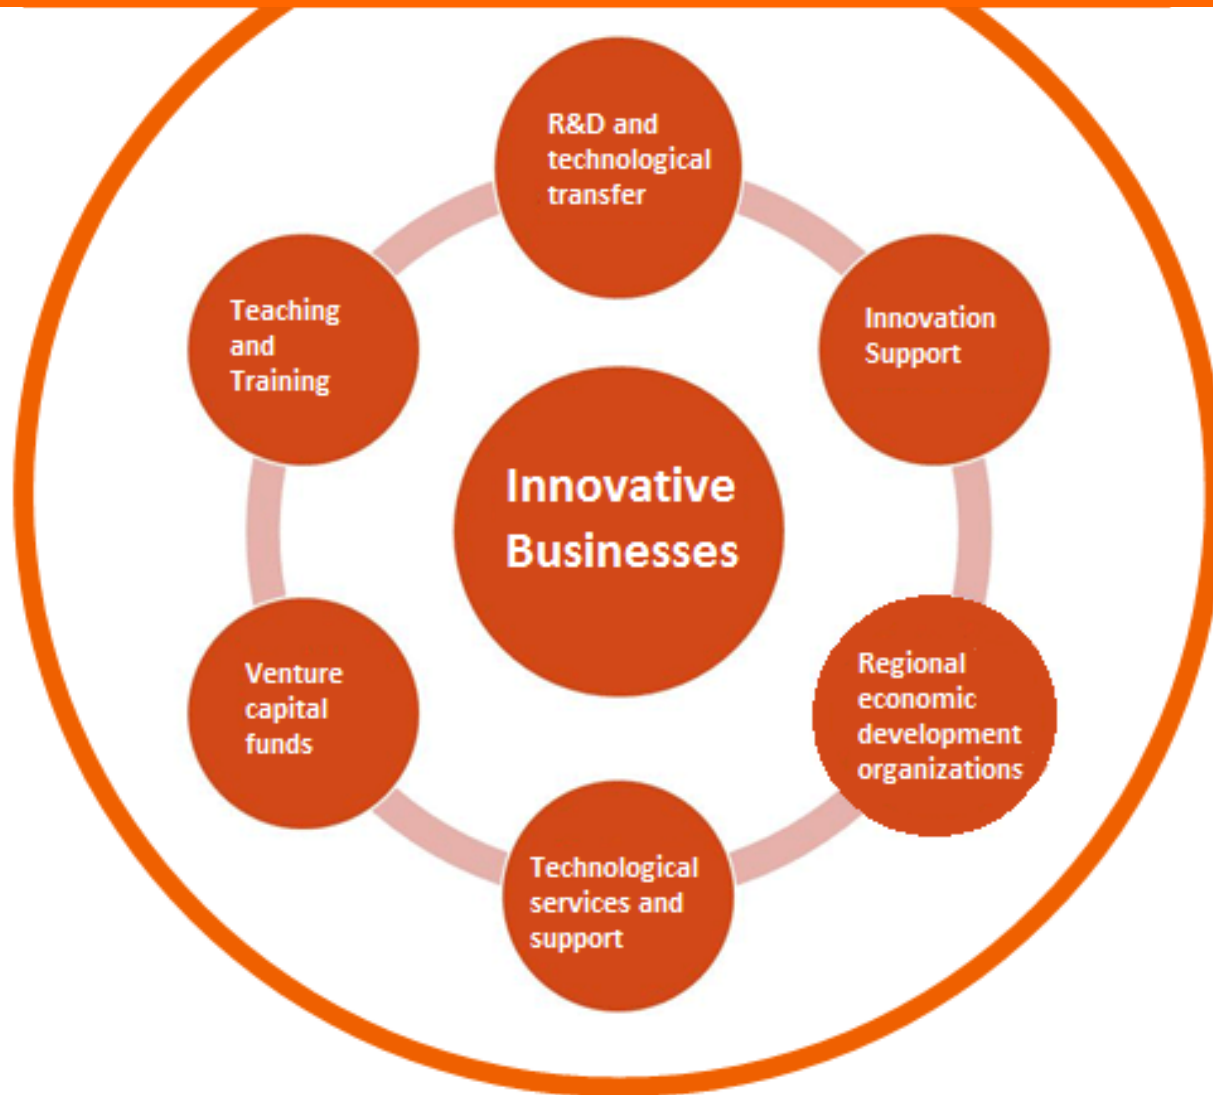 R&D and
technological
transfer
Innovation
Support
Regional
economic
development
organizations
Technological
services and
support
Venture
capital
funds
Teaching
and
Training
Innovative
Businesses